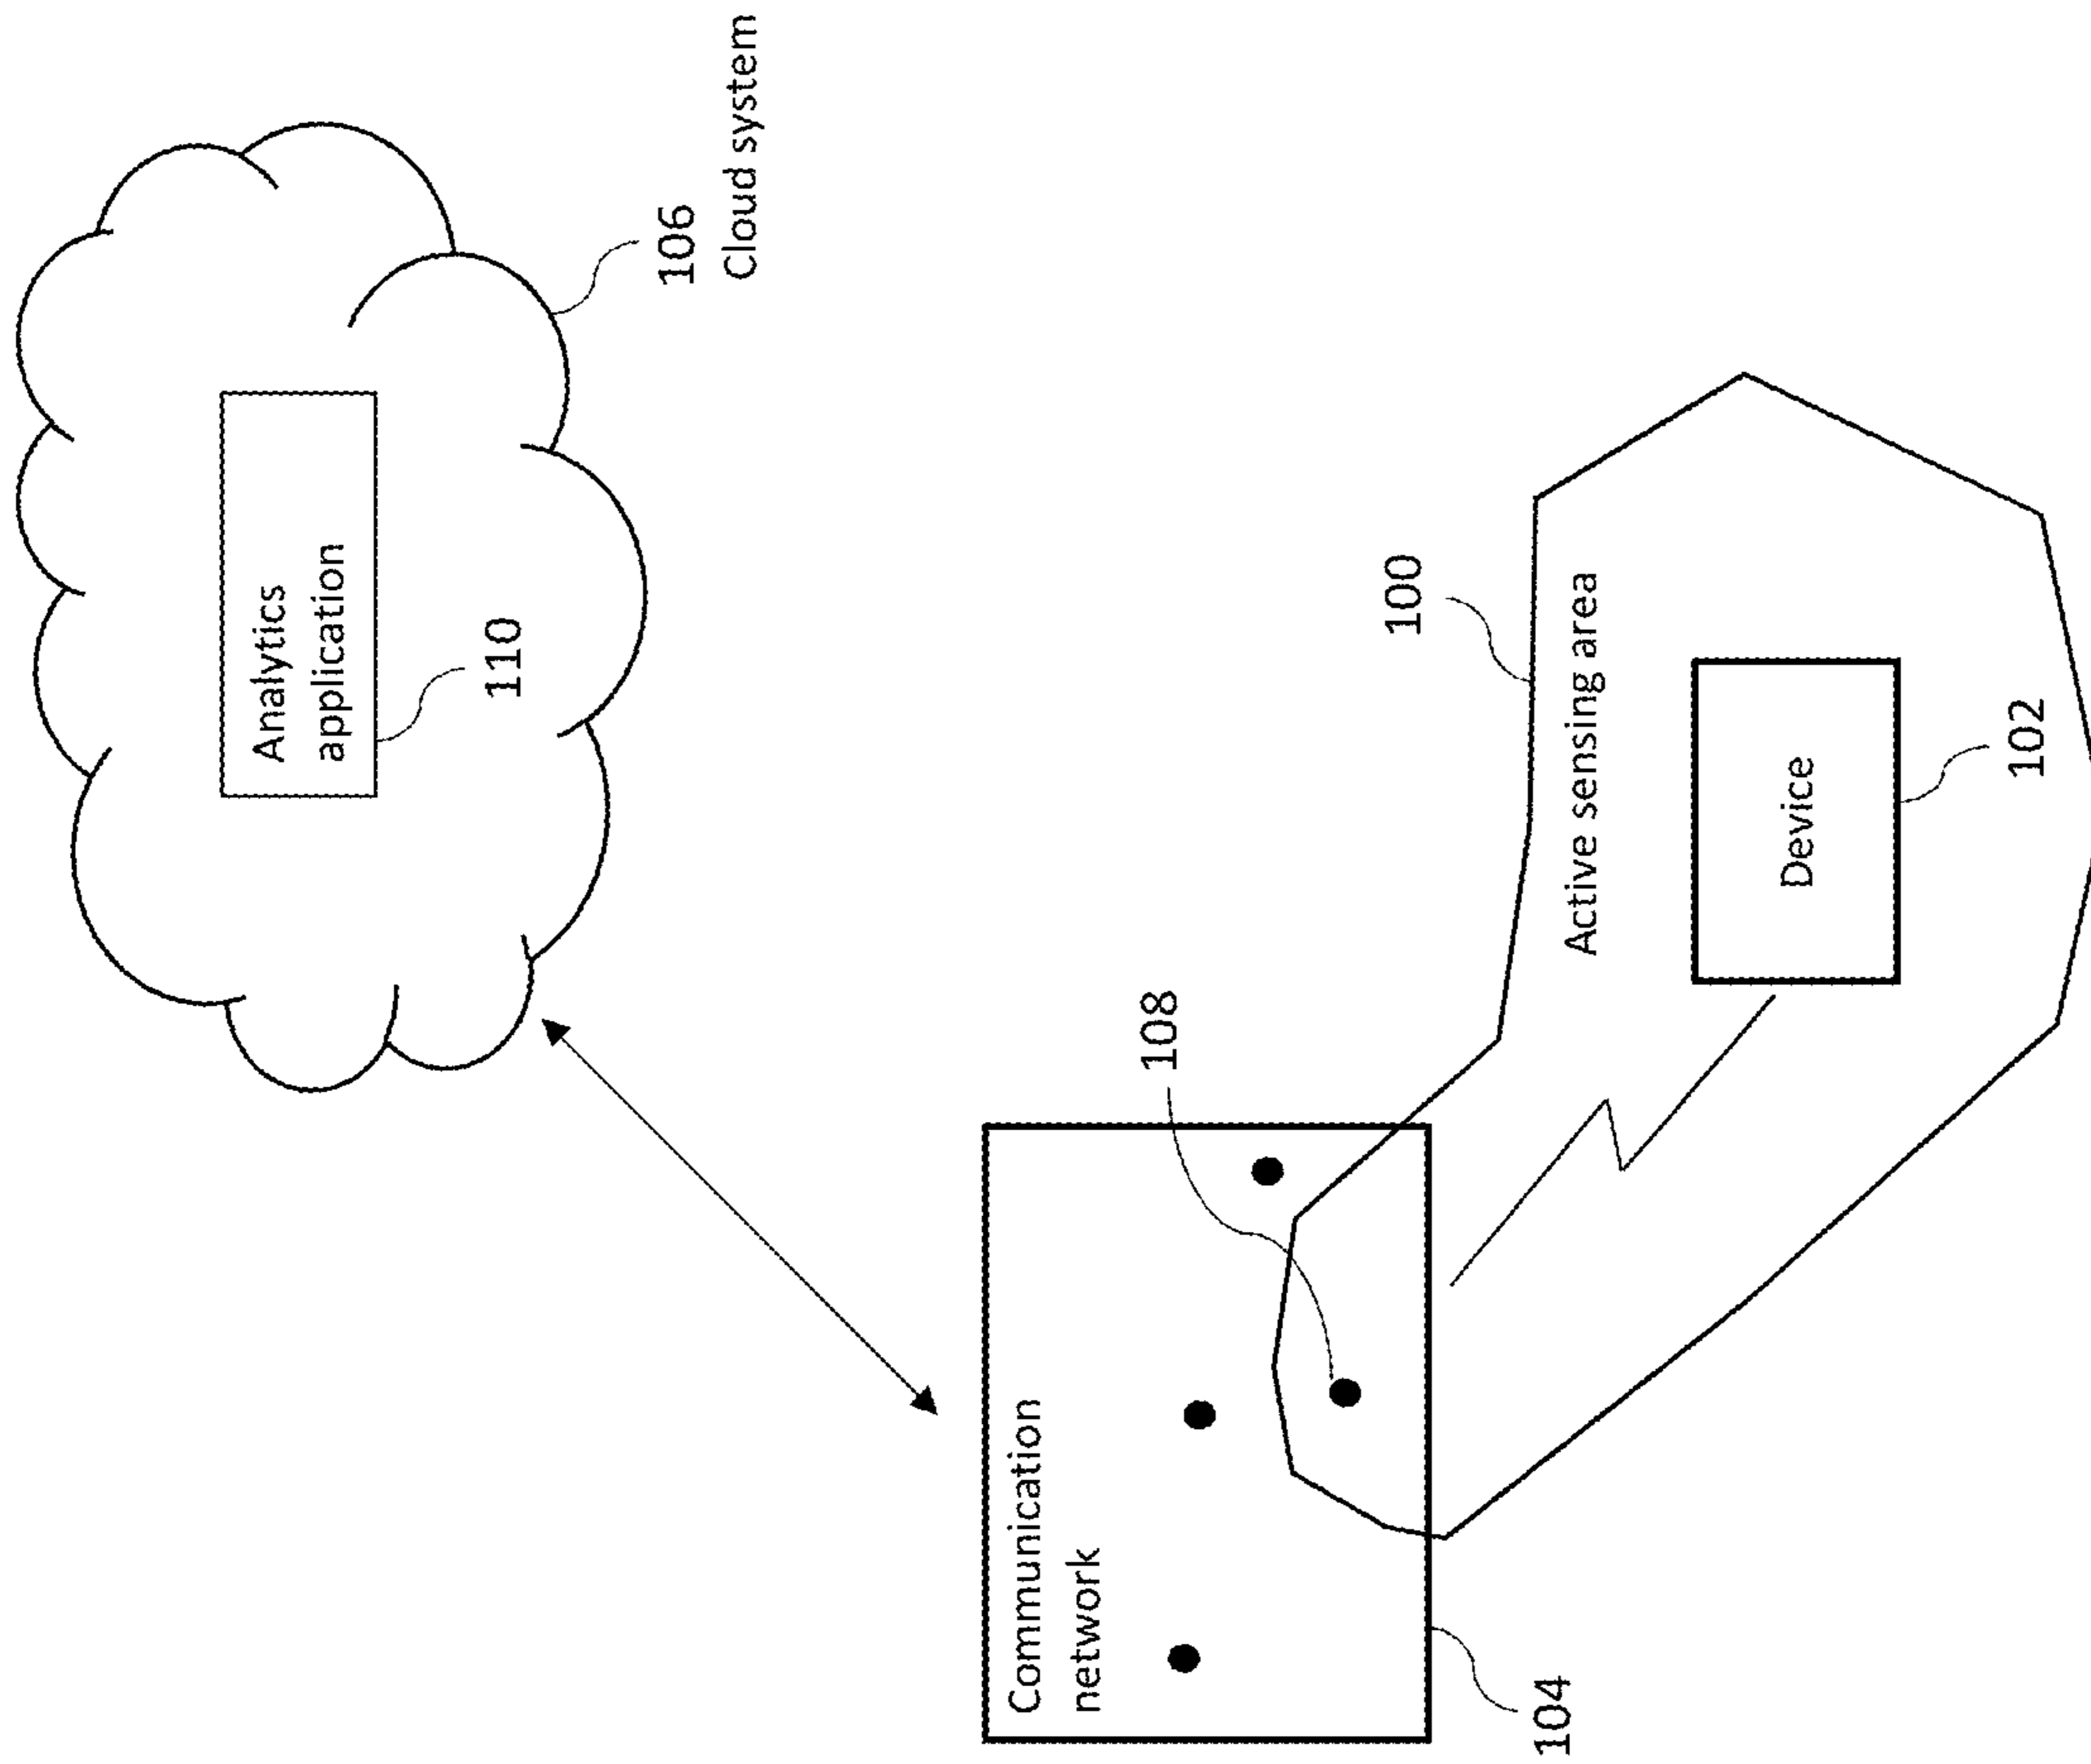 Analytics
application
110
106
Cloud system
Communication
network
108
104
100
Active sensing area
Device
102